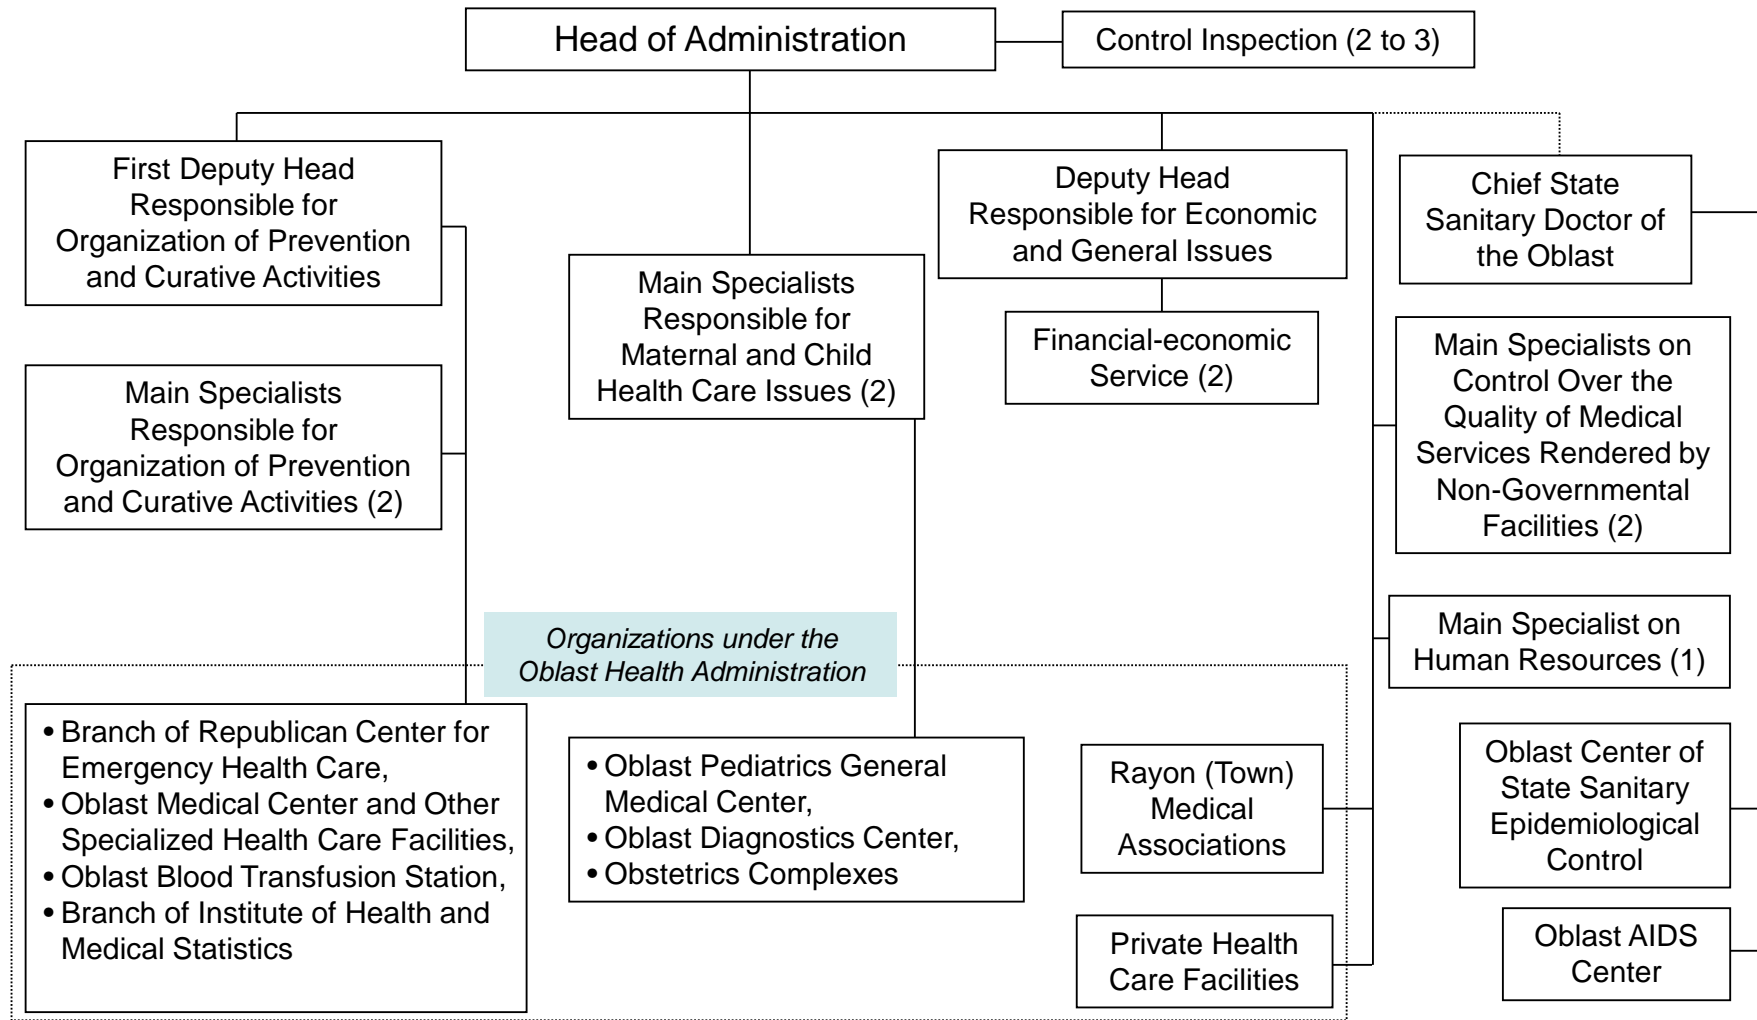 Head of Administration
Control Inspection (2 to 3)
First Deputy Head
Responsible for
Organization of Prevention
and Curative Activities
Main Specialists
Responsible for
Organization of Prevention
and Curative Activities (2)
Main Specialists
Responsible for
Maternal and Child
Health Care Issues (2)
Deputy Head
Responsible for Economic
and General Issues
Financial-economic
Service (2)
Chief State
Sanitary Doctor of
the Oblast
Main Specialists on
Control Over the
Quality of Medical
Services Rendered by
Non-Governmental
Facilities (2)
Main Specialist on
Human Resources (1)
Organizations under the
Oblast Health Administration
• Branch of Republican Center for
Emergency Health Care,
• Oblast Medical Center and Other
Specialized Health Care Facilities,
• Oblast Blood Transfusion Station,
• Branch of Institute of Health and
Medical Statistics
• Oblast Pediatrics General
Medical Center,
• Oblast Diagnostics Center,
• Obstetrics Complexes
Rayon (Town)
Medical
Associations
Private Health
Care Facilities
Oblast Center of
State Sanitary
Epidemiological
Control
Oblast AIDS
Center